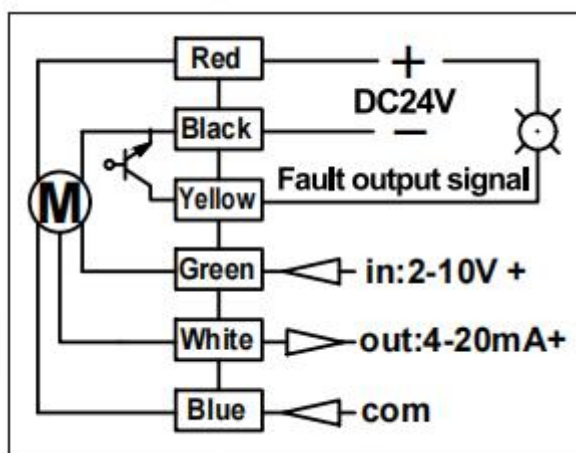 Red
+
DC24V
Black
−
Yellow
Fault output signal
M
Green
in:2-10V +
White
out:4-20mA+
Blue
com